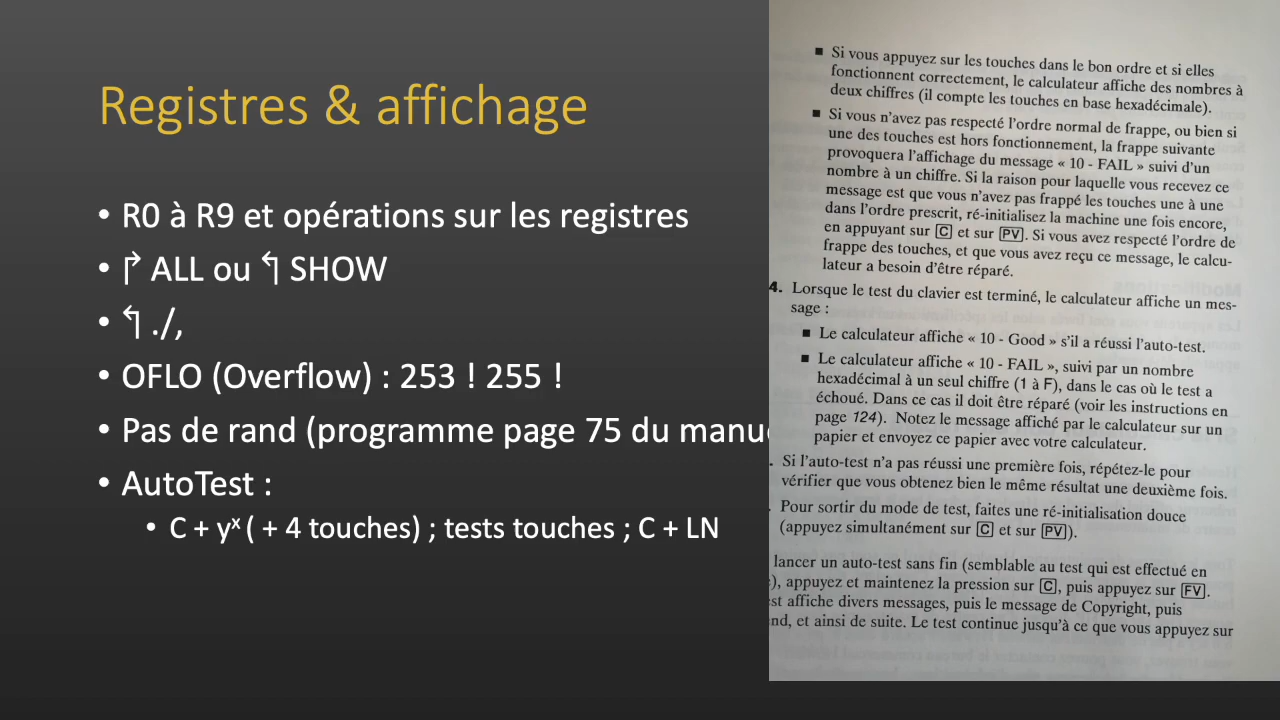 Registres & affichage
• R0 à R9 et opérations sur les registres
• ↱ ALL ou ↰ SHOW
• ↰ ./,
• OFLO (Overflow) : 253 ! 255 !
• Pas de rand (programme page 75 du manu
• AutoTest :
• C + yˣ ( + 4 touches) ; tests touches ; C + LN
■ Si vous appuyez sur les touches dans le bon ordre et si elles
fonctionnent correctement, le calculateur affiche des nombres à
deux chiffres (il compte les touches en base hexadécimale).
■ Si vous n’avez pas respecté l’ordre normal de frappe, ou bien si
une des touches est hors fonctionnement, la frappe suivante
provoquera l’affichage du message « 10 - FAIL » suivi d’un
nombre à un chiffre. Si la raison pour laquelle vous recevez ce
message est que vous n’avez pas frappé les touches une à une
dans l’ordre prescrit, ré-initialisez la machine une fois encore,
en appuyant sur C et sur PV. Si vous avez respecté l’ordre de
frappe des touches, et que vous avez reçu ce message, le calcu-
lateur a besoin d’être réparé.
4. Lorsque le test du clavier est terminé, le calculateur affiche un mes-
sage :
■ Le calculateur affiche « 10 - Good » s’il a réussi l’auto-test.
■ Le calculateur affiche « 10 - FAIL », suivi par un nombre
hexadécimal à un seul chiffre (1 à F), dans le cas où le test a
échoué. Dans ce cas il doit être réparé (voir les instructions en
page 124). Notez le message affiché par le calculateur sur un
papier et envoyez ce papier avec votre calculateur.
. Si l’auto-test n’a pas réussi une première fois, répétez-le pour
vérifier que vous obtenez bien le même résultat une deuxième fois.
. Pour sortir du mode de test, faites une ré-initialisation douce
(appuyez simultanément sur C et sur PV).
lancer un auto-test sans fin (semblable au test qui est effectué en
), appuyez et maintenez la pression sur C, puis appuyez sur FV.
st affiche divers messages, puis le message de Copyright, puis
nd, et ainsi de suite. Le test continue jusqu’à ce que vous appuyez sur